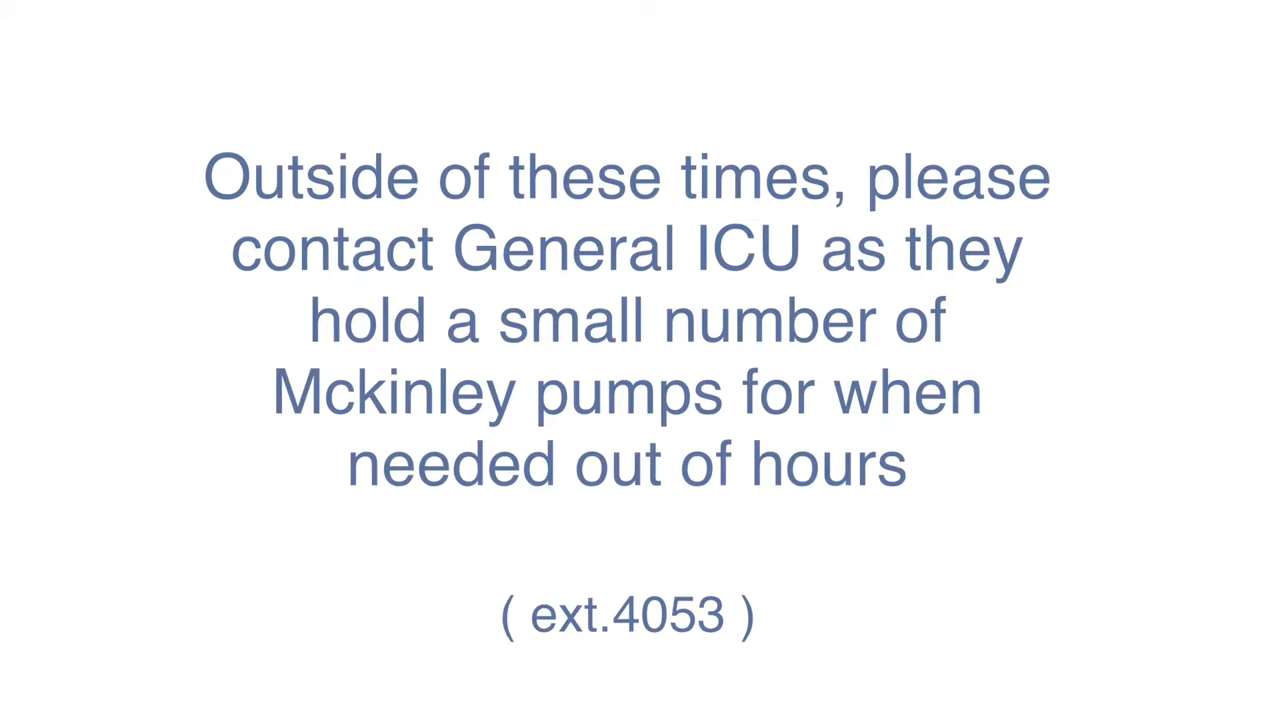 Outside of these times, please
contact General ICU as they
hold a small number of
Mckinley pumps for when
needed out of hours
( ext.4053 )